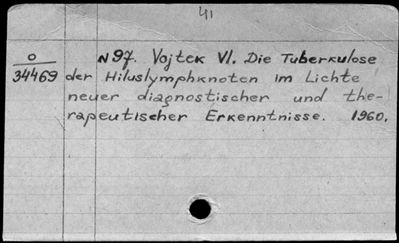 41
O
34469
N 97. Vojtek Vl. Die Tuberkulose
der Hiluslymphknoten im Lichte
neuer diagnostischer und the-
rapeutischer Erkenntnisse. 1960.